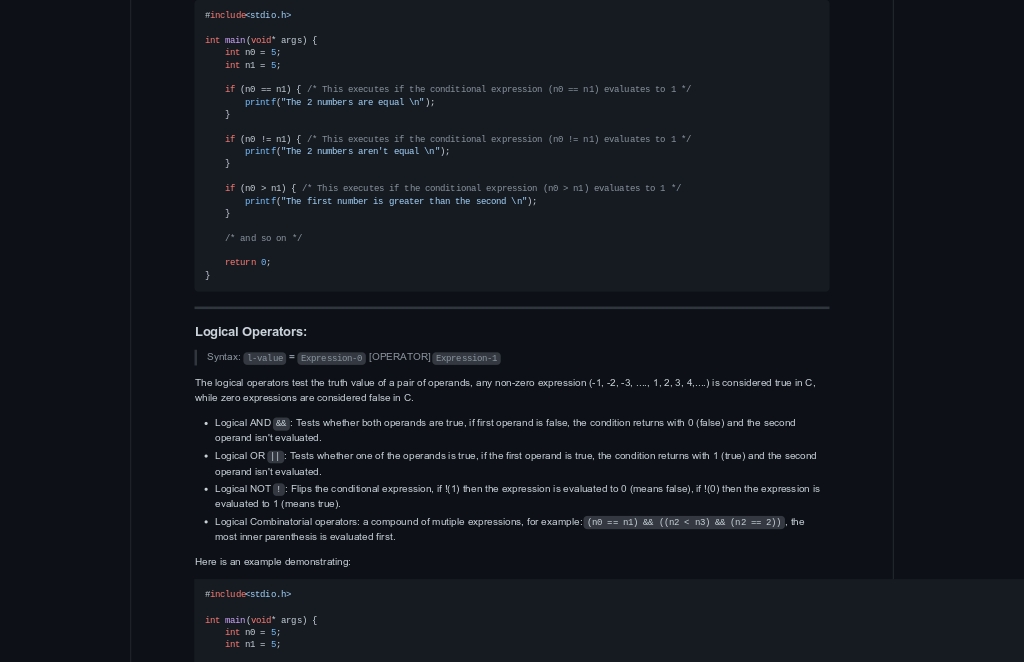 #include<stdio.h>
int main(void* args) {
    int n0 = 5;
    int n1 = 5;
    if (n0 == n1) { /* This executes if the conditional expression (n0 == n1) evaluates to 1 */
        printf("The 2 numbers are equal \n");
    }
    if (n0 != n1) { /* This executes if the conditional expression (n0 != n1) evaluates to 1 */
        printf("The 2 numbers aren't equal \n");
    }
    if (n0 > n1) { /* This executes if the conditional expression (n0 > n1) evaluates to 1 */
        printf("The first number is greater than the second \n");
    }
    /* and so on */
    return 0;
}
Logical Operators:
Syntax: l-value = Expression-0 [OPERATOR] Expression-1
The logical operators test the truth value of a pair of operands, any non-zero expression (-1, -2, -3, ...., 1, 2, 3, 4,....) is considered true in C,
while zero expressions are considered false in C.
• Logical AND && : Tests whether both operands are true, if first operand is false, the condition returns with 0 (false) and the second
operand isn't evaluated.
• Logical OR || : Tests whether one of the operands is true, if the first operand is true, the condition returns with 1 (true) and the second
operand isn't evaluated.
• Logical NOT ! : Flips the conditional expression, if !(1) then the expression is evaluated to 0 (means false), if !(0) then the expression is
evaluated to 1 (means true).
• Logical Combinatorial operators: a compound of mutiple expressions, for example: (n0 == n1) && ((n2 < n3) && (n2 == 2)) , the
most inner parenthesis is evaluated first.
Here is an example demonstrating:
#include<stdio.h>
int main(void* args) {
    int n0 = 5;
    int n1 = 5;